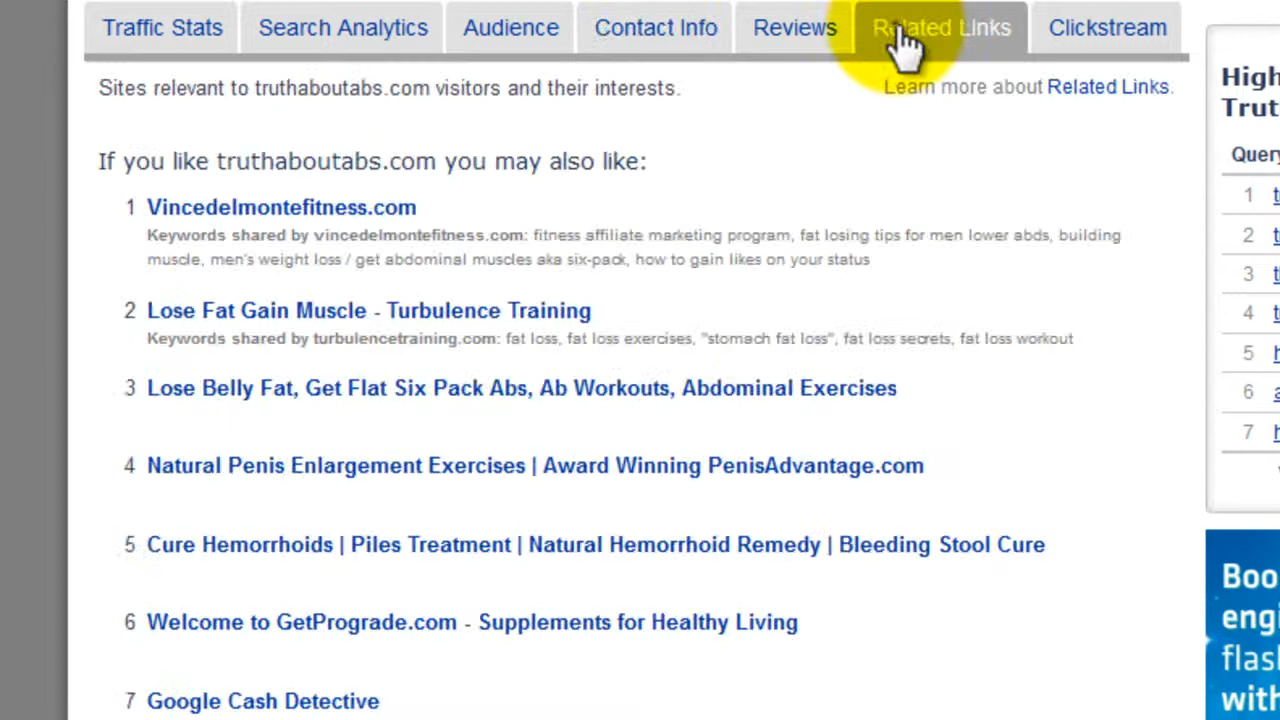 Traffic Stats Search Analytics Audience Contact Info Reviews Related Links Clickstream
Sites relevant to truthaboutabs.com visitors and their interests. Learn more about Related Links.
If you like truthaboutabs.com you may also like:
1 Vincedelmontefitness.com
Keywords shared by vincedelmontefitness.com: fitness affiliate marketing program, fat losing tips for men lower abds, building
muscle, men's weight loss / get abdominal muscles aka six-pack, how to gain likes on your status
2 Lose Fat Gain Muscle - Turbulence Training
Keywords shared by turbulencetraining.com: fat loss, fat loss exercises, "stomach fat loss", fat loss secrets, fat loss workout
3 Lose Belly Fat, Get Flat Six Pack Abs, Ab Workouts, Abdominal Exercises
4 Natural Penis Enlargement Exercises | Award Winning PenisAdvantage.com
5 Cure Hemorrhoids | Piles Treatment | Natural Hemorrhoid Remedy | Bleeding Stool Cure
6 Welcome to GetPrograde.com - Supplements for Healthy Living
7 Google Cash Detective
High
Trut
Query
1 t
2 t
3 t
4 t
5 h
6 a
7 h
Boo
engi
flas
with